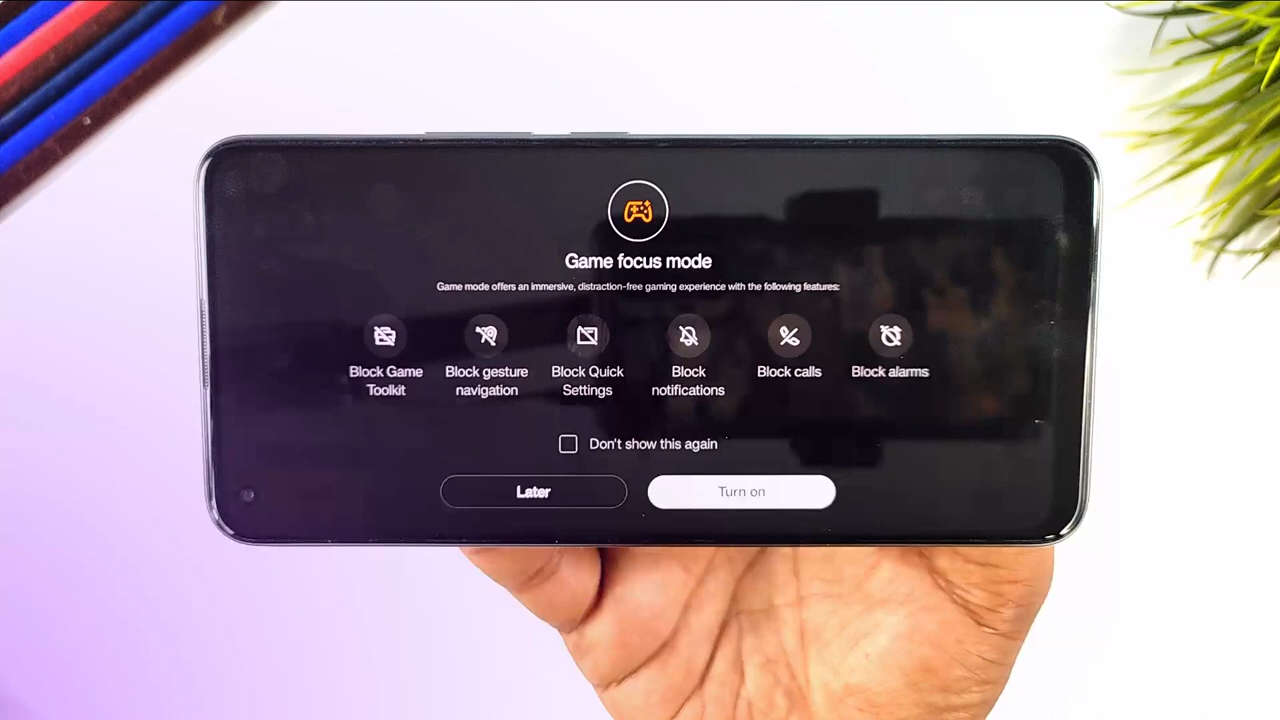 Game focus mode
Game mode offers an immersive, distraction-free gaming experience with the following features:
Block Game
Toolkit
Block gesture
navigation
Block Quick
Settings
Block
notifications
Block calls
Block alarms
Don't show this again
Later
Turn on